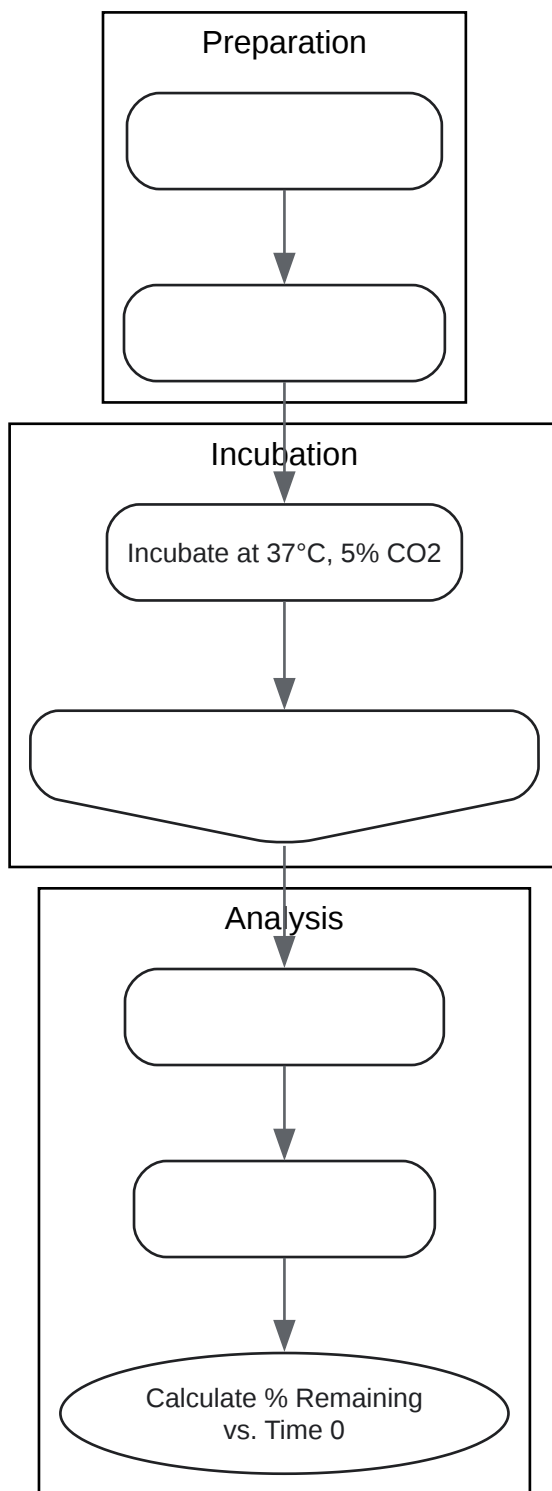 Preparation
Incubation
Incubate at 37°C, 5% CO2
Analysis
Calculate % Remaining
vs. Time 0